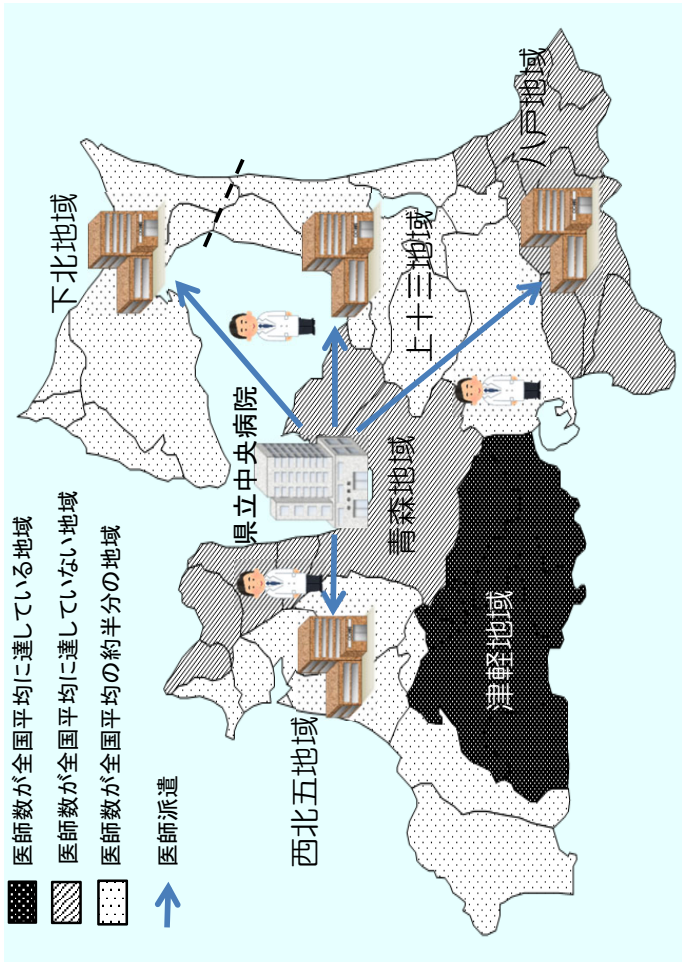 医師数が全国平均に達している地域
医師数が全国平均に達していない地域
医師数が全国平均の約半分の地域
医師派遣
下北地域
県立中央病院
西北五地域
青森地域
上十三地域
津軽地域
八戸地域